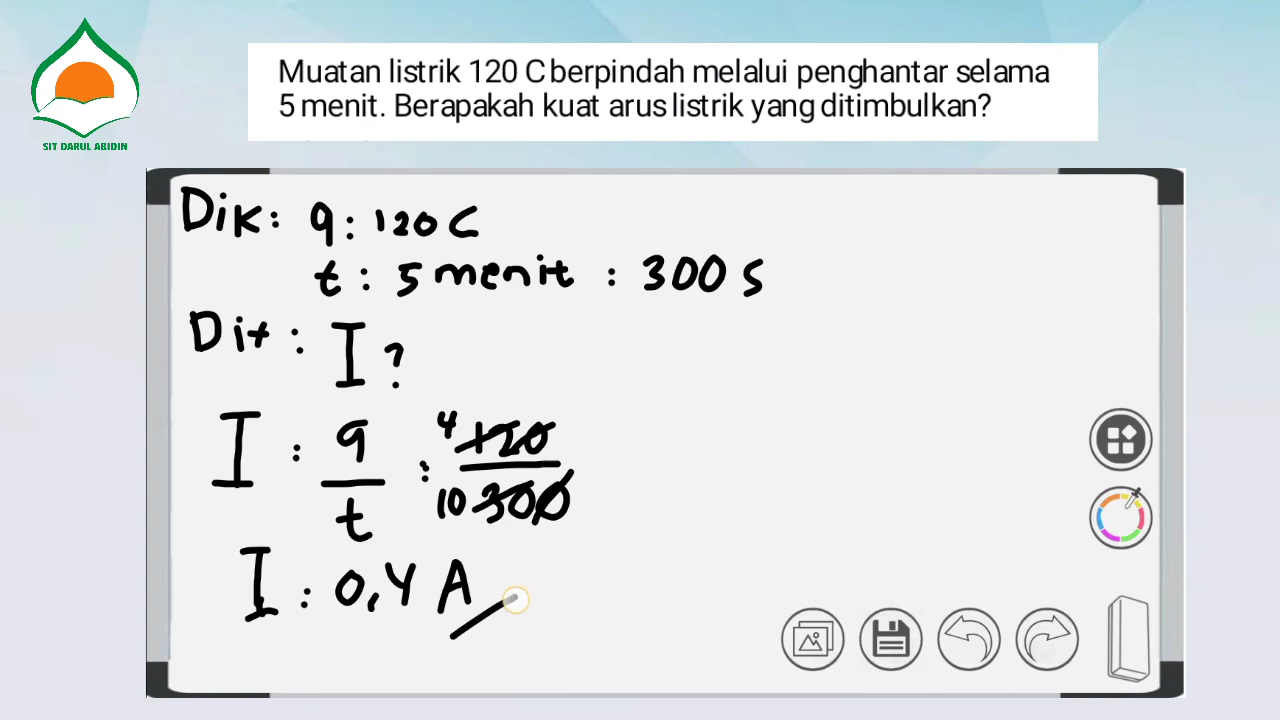 SIT DARUL ABIDIN
Muatan listrik 120 C berpindah melalui penghantar selama
5 menit. Berapakah kuat arus listrik yang ditimbulkan?
Dik: q: 120 C
t: 5 menit : 300 s
Dit: I?
I : q/t : 4 120/10 300
I : 0,4 A